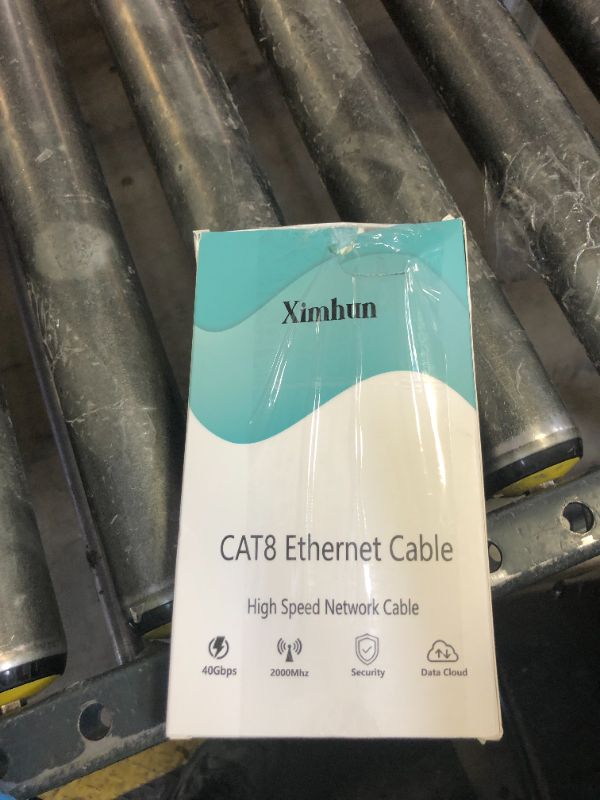 Ximhun
CAT8 Ethernet Cable
High Speed Network Cable
40Gbps
2000Mhz
Security
Data Cloud